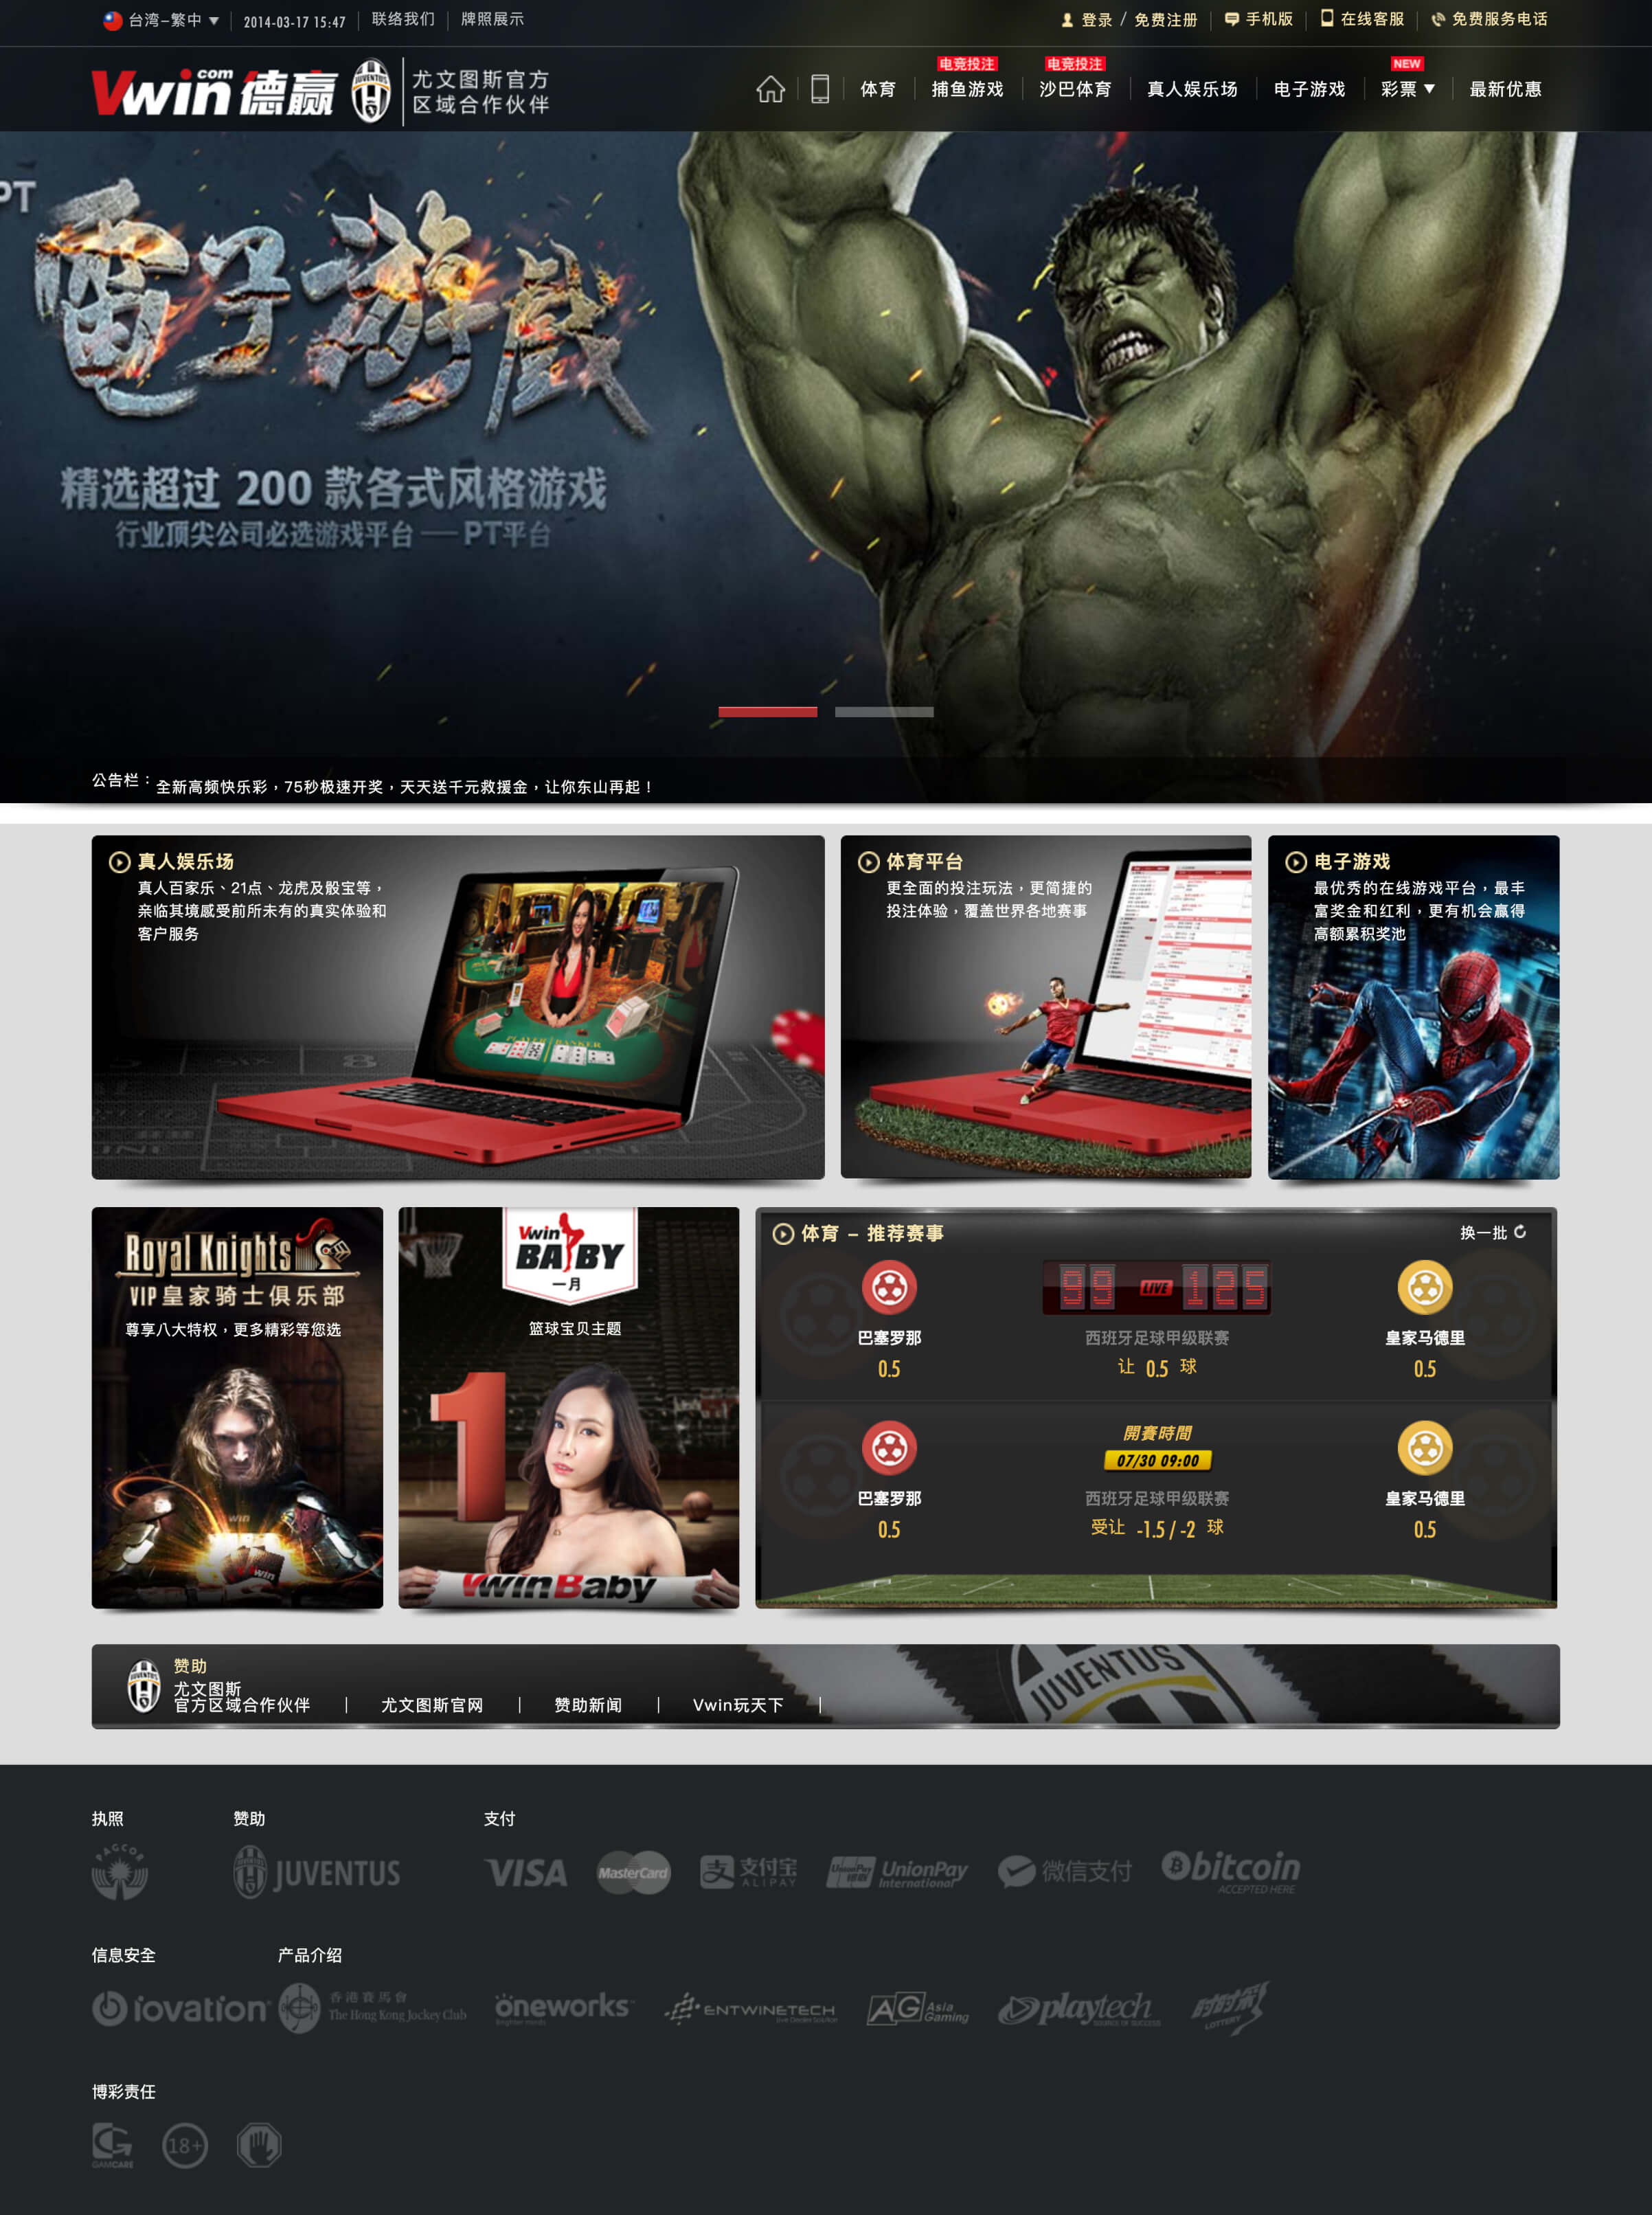 台湾-繁中
2014-03-17 15:47
联络我们
牌照展示
登录 / 免费注册
手机版
在线客服
免费服务电话
Vwin.com 德赢
JUVENTUS
尤文图斯官方
区域合作伙伴
体育
电竞投注
捕鱼游戏
电竞投注
沙巴体育
真人娱乐场
电子游戏
NEW
彩票
最新优惠
PT
電子游戲
精选超过 200 款各式风格游戏
行业顶尖公司必选游戏平台 — PT平台
公告栏：全新高频快乐彩，75秒极速开奖，天天送千元救援金，让你东山再起！
真人娱乐场
真人百家乐、21点、龙虎及骰宝等，
亲临其境感受前所未有的真实体验和
客户服务
体育平台
更全面的投注玩法，更简捷的
投注体验，覆盖世界各地赛事
电子游戏
最优秀的在线游戏平台，最丰
富奖金和红利，更有机会赢得
高额累积奖池
Royal Knights
VIP皇家骑士俱乐部
尊享八大特权，更多精彩等您选
win
win
Vwin
BABY
一月
篮球宝贝主题
1
VwinBaby
体育 – 推荐赛事
换一批
99 LIVE 125
巴塞罗那
西班牙足球甲级联赛
皇家马德里
0.5
让 0.5 球
0.5
開賽時間
07/30 09:00
巴塞罗那
西班牙足球甲级联赛
皇家马德里
0.5
受让 -1.5 / -2 球
0.5
JUVENTUS
赞助
尤文图斯
官方区域合作伙伴
尤文图斯官网
赞助新闻
Vwin玩天下
JUVENTUS
执照
赞助
支付
PAGCOR
JUVENTUS
VISA
MasterCard
支付宝
ALIPAY
UnionPay
International
微信支付
bitcoin
ACCEPTED HERE
信息安全
产品介绍
iovation
香港賽馬會
The Hong Kong Jockey Club
öneworks
brighter minds
ENTWINETECH
Live Dealer Solution
AG Asia
Gaming
playtech
SOURCE OF SUCCESS
时时彩
LOTTERY
博彩责任
GAMCARE
18+